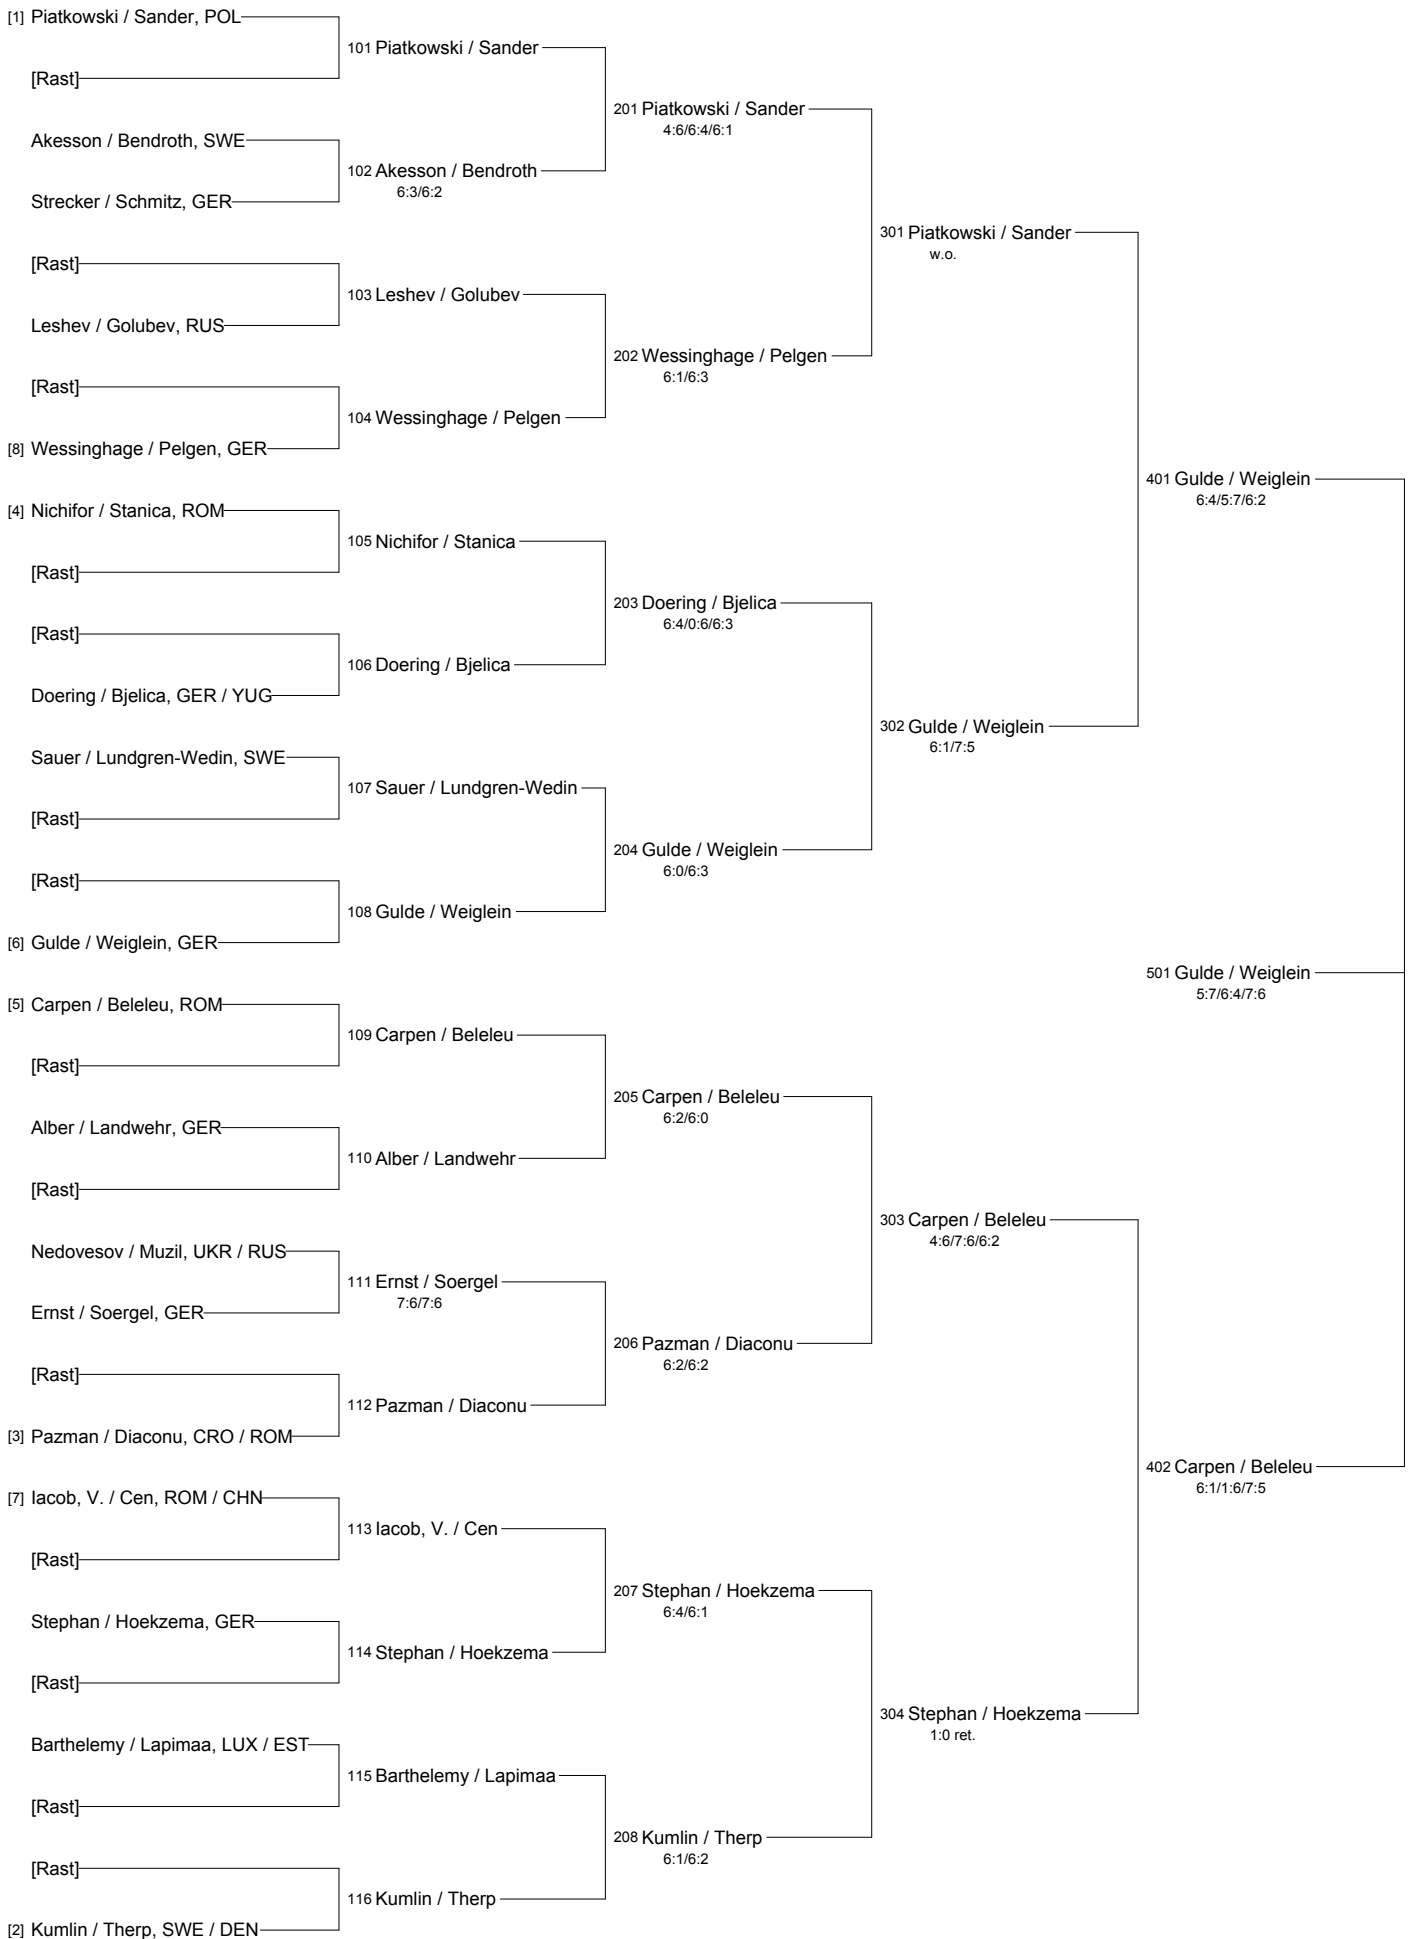 [1] Piatkowski / Sander, POL
101 Piatkowski / Sander
[Rast]
201 Piatkowski / Sander
4:6/6:4/6:1
Akesson / Bendroth, SWE
102 Akesson / Bendroth
6:3/6:2
Strecker / Schmitz, GER
301 Piatkowski / Sander
w.o.
[Rast]
103 Leshev / Golubev
Leshev / Golubev, RUS
202 Wessinghage / Pelgen
6:1/6:3
[Rast]
104 Wessinghage / Pelgen
[8] Wessinghage / Pelgen, GER
401 Gulde / Weiglein
6:4/5:7/6:2
[4] Nichifor / Stanica, ROM
105 Nichifor / Stanica
[Rast]
203 Doering / Bjelica
6:4/0:6/6:3
[Rast]
106 Doering / Bjelica
Doering / Bjelica, GER / YUG
302 Gulde / Weiglein
6:1/7:5
Sauer / Lundgren-Wedin, SWE
107 Sauer / Lundgren-Wedin
[Rast]
204 Gulde / Weiglein
6:0/6:3
[Rast]
108 Gulde / Weiglein
[6] Gulde / Weiglein, GER
501 Gulde / Weiglein
5:7/6:4/7:6
[5] Carpen / Beleleu, ROM
109 Carpen / Beleleu
[Rast]
205 Carpen / Beleleu
6:2/6:0
Alber / Landwehr, GER
110 Alber / Landwehr
[Rast]
303 Carpen / Beleleu
4:6/7:6/6:2
Nedovesov / Muzil, UKR / RUS
111 Ernst / Soergel
7:6/7:6
Ernst / Soergel, GER
206 Pazman / Diaconu
6:2/6:2
[Rast]
112 Pazman / Diaconu
[3] Pazman / Diaconu, CRO / ROM
402 Carpen / Beleleu
6:1/1:6/7:5
[7] Iacob, V. / Cen, ROM / CHN
113 Iacob, V. / Cen
[Rast]
207 Stephan / Hoekzema
6:4/6:1
Stephan / Hoekzema, GER
114 Stephan / Hoekzema
[Rast]
304 Stephan / Hoekzema
1:0 ret.
Barthelemy / Lapimaa, LUX / EST
115 Barthelemy / Lapimaa
[Rast]
208 Kumlin / Therp
6:1/6:2
[Rast]
116 Kumlin / Therp
[2] Kumlin / Therp, SWE / DEN